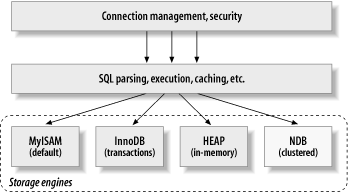 Connection management, security
SQL parsing, execution, caching, etc.
MyISAM
(default)
InnoDB
(transactions)
HEAP
(in-memory)
NDB
(clustered)
Storage engines